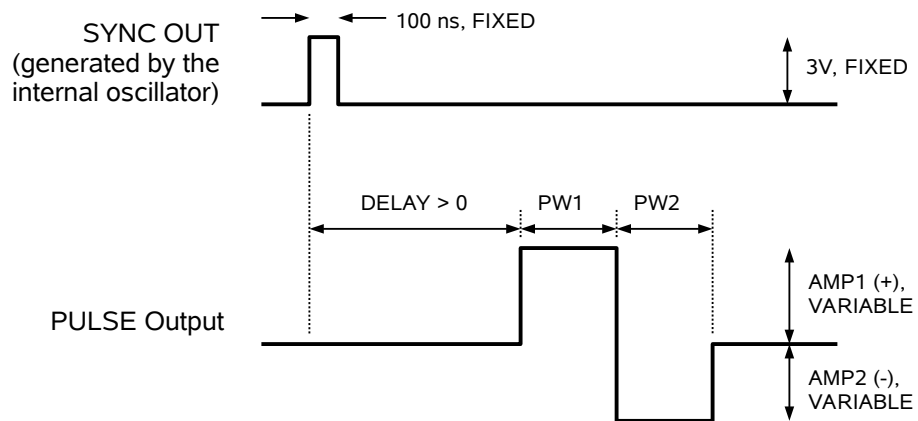 100 ns, FIXED
SYNC OUT
(generated by the
internal oscillator)
3V, FIXED
DELAY > 0
PW1
PW2
AMP1 (+),
VARIABLE
PULSE Output
AMP2 (-),
VARIABLE